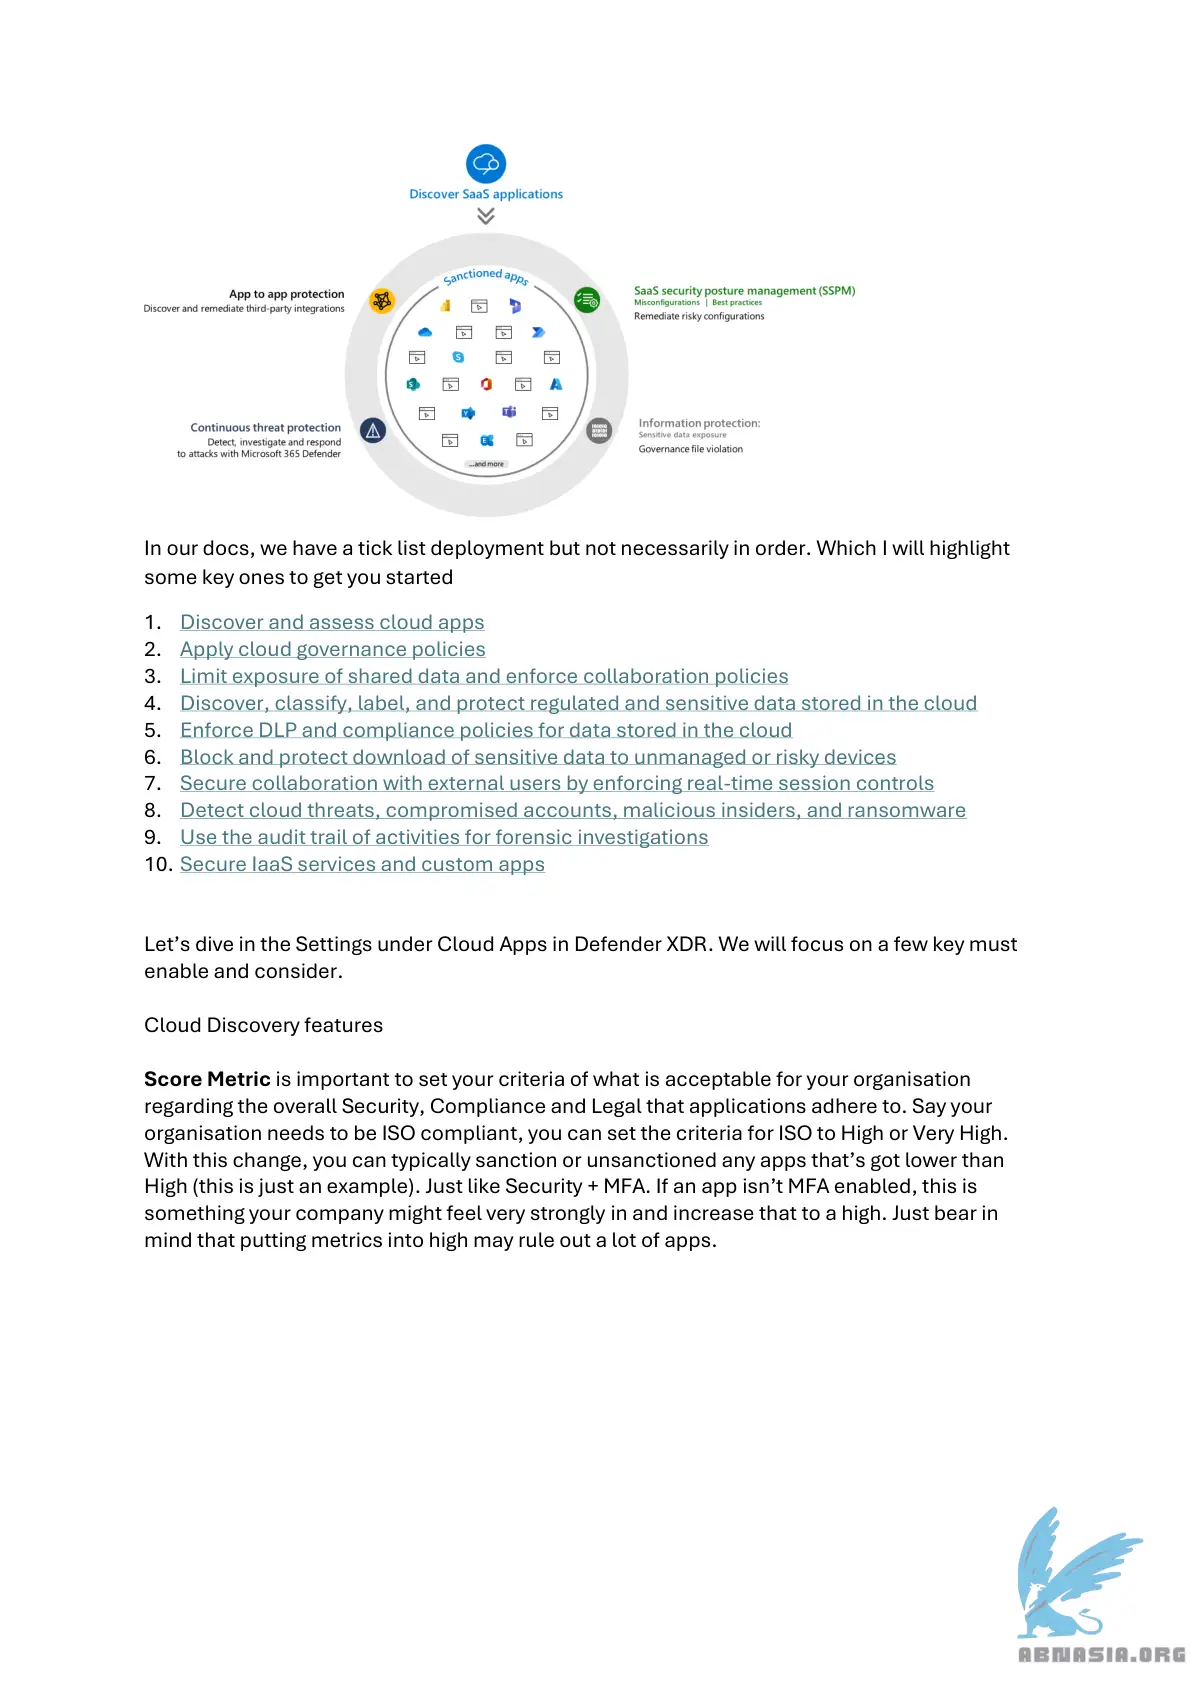 Discover SaaS applications
Sanctioned apps
App to app protection
Discover and remediate third-party integrations
SaaS security posture management (SSPM)
Misconfigurations | Best practices
Remediate risky configurations
Continuous threat protection
Detect, investigate and respond
to attacks with Microsoft 365 Defender
Information protection:
Sensitive data exposure
Governance file violation
...and more
In our docs, we have a tick list deployment but not necessarily in order. Which I will highlight
some key ones to get you started
1. Discover and assess cloud apps
2. Apply cloud governance policies
3. Limit exposure of shared data and enforce collaboration policies
4. Discover, classify, label, and protect regulated and sensitive data stored in the cloud
5. Enforce DLP and compliance policies for data stored in the cloud
6. Block and protect download of sensitive data to unmanaged or risky devices
7. Secure collaboration with external users by enforcing real-time session controls
8. Detect cloud threats, compromised accounts, malicious insiders, and ransomware
9. Use the audit trail of activities for forensic investigations
10. Secure IaaS services and custom apps
Let’s dive in the Settings under Cloud Apps in Defender XDR. We will focus on a few key must
enable and consider.
Cloud Discovery features
Score Metric is important to set your criteria of what is acceptable for your organisation
regarding the overall Security, Compliance and Legal that applications adhere to. Say your
organisation needs to be ISO compliant, you can set the criteria for ISO to High or Very High.
With this change, you can typically sanction or unsanctioned any apps that’s got lower than
High (this is just an example). Just like Security + MFA. If an app isn’t MFA enabled, this is
something your company might feel very strongly in and increase that to a high. Just bear in
mind that putting metrics into high may rule out a lot of apps.
ABNASIA.ORG